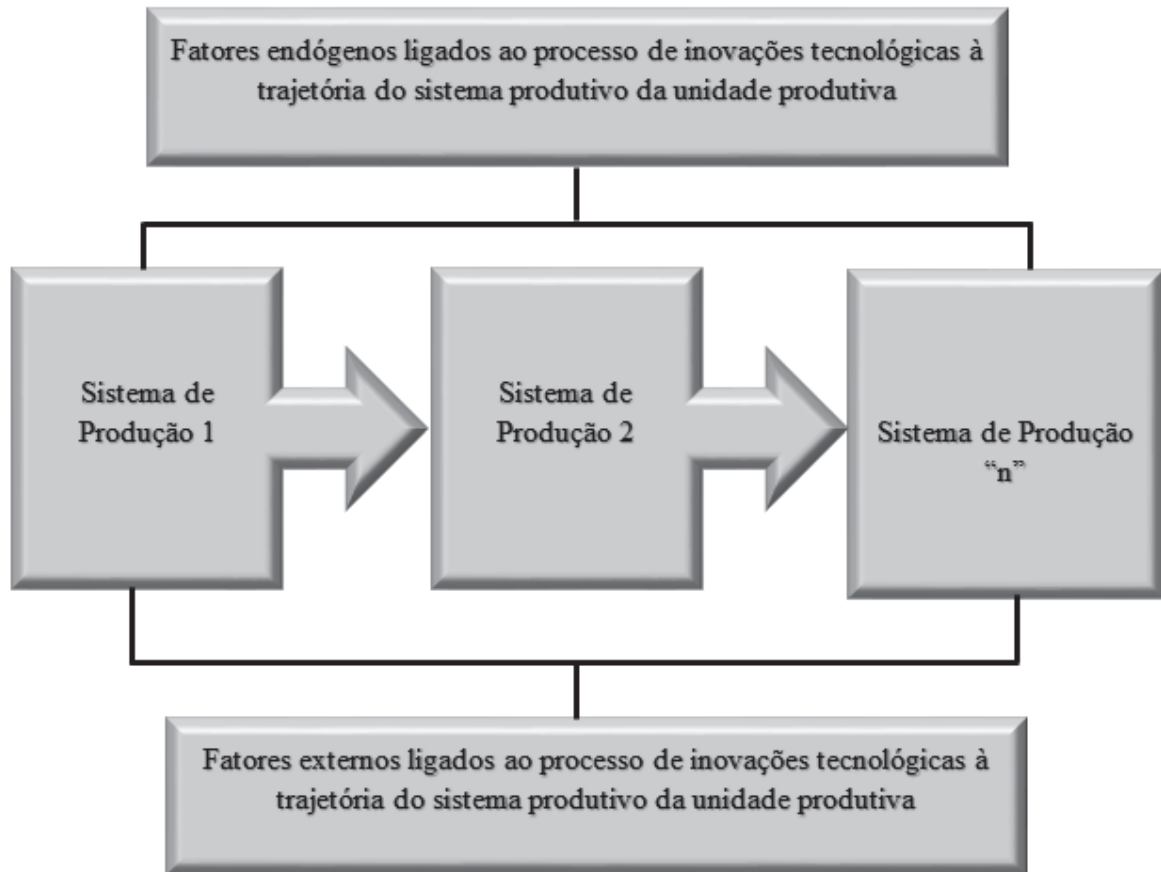 Fatores endógenos ligados ao processo de inovações tecnológicas à
trajetória do sistema produtivo da unidade produtiva
Sistema de
Produção 1
Sistema de
Produção 2
Sistema de Produção
“n”
Fatores externos ligados ao processo de inovações tecnológicas à
trajetória do sistema produtivo da unidade produtiva